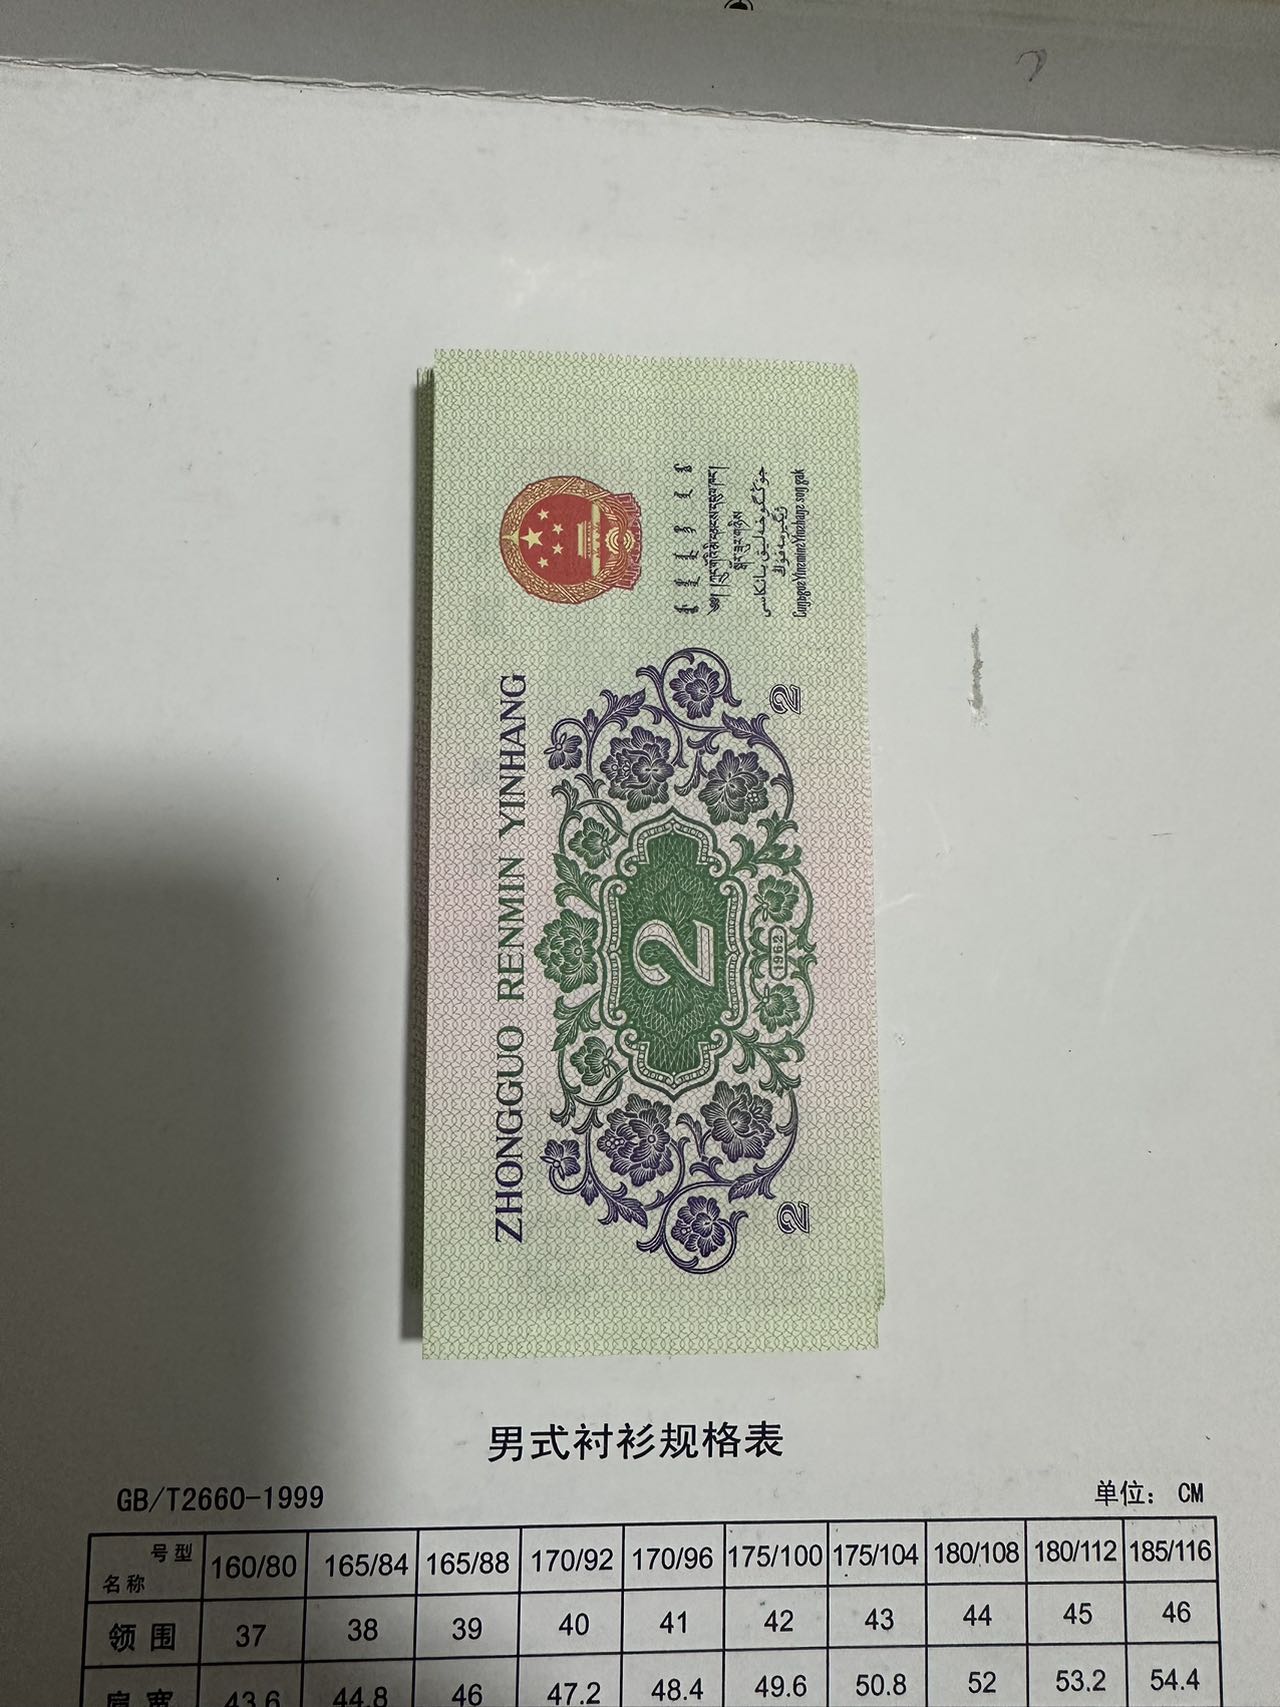 ZHONGGUO RENMIN YINHANG
2
1962
2
2
男式衬衫规格表
GB/T2660-1999
单位： CM
号型 名称 160/80 165/84 165/88 170/92 170/96 175/100 175/104 180/108 180/112 185/116
领围 37 38 39 40 41 42 43 44 45 46
肩宽 43.6 44.8 46 47.2 48.4 49.6 50.8 52 53.2 54.4